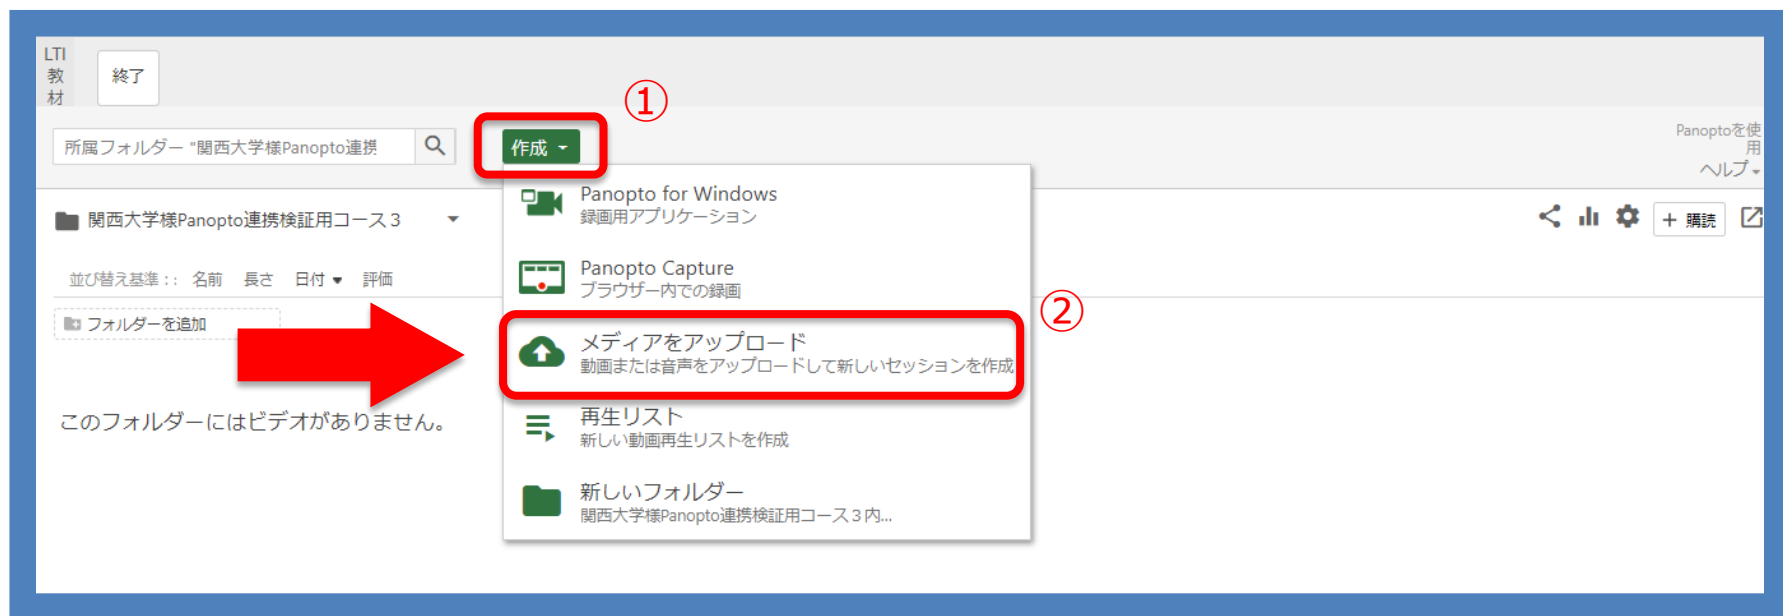 LTI
教
材
終了
①
所属フォルダー "関西大学様Panopto連携
作成
Panoptoを使
用
ヘルプ
Panopto for Windows
録画用アプリケーション
関西大学様Panopto連携検証用コース3
+ 購読
Panopto Capture
ブラウザー内での録画
並び替え基準:: 名前 長さ 日付 評価
②
フォルダーを追加
メディアをアップロード
動画または音声をアップロードして新しいセッションを作成
このフォルダーにはビデオがありません。
再生リスト
新しい動画再生リストを作成
新しいフォルダー
関西大学様Panopto連携検証用コース3内...